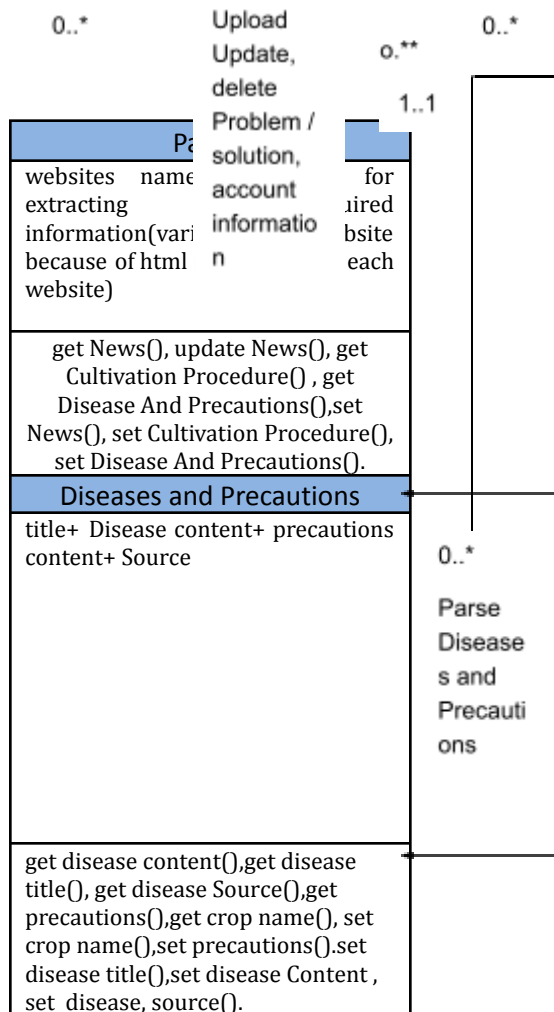 0..*
Upload
Update,
delete
Problem /
solution,
account
informatio
n
o.**
0..*
1..1
websites name for
extracting
information(vari
because of html each
website)
get News(), update News(), get
Cultivation Procedure() , get
Disease And Precautions(),set
News(), set Cultivation Procedure(),
set Disease And Precautions().
Diseases and Precautions
title+ Disease content+ precautions
content+ Source
0..*
Parse
Disease
s and
Precauti
ons
get disease content(),get disease
title(), get disease Source(),get
precautions(),get crop name(), set
crop name(),set precautions().set
disease title(),set disease Content ,
set disease, source().